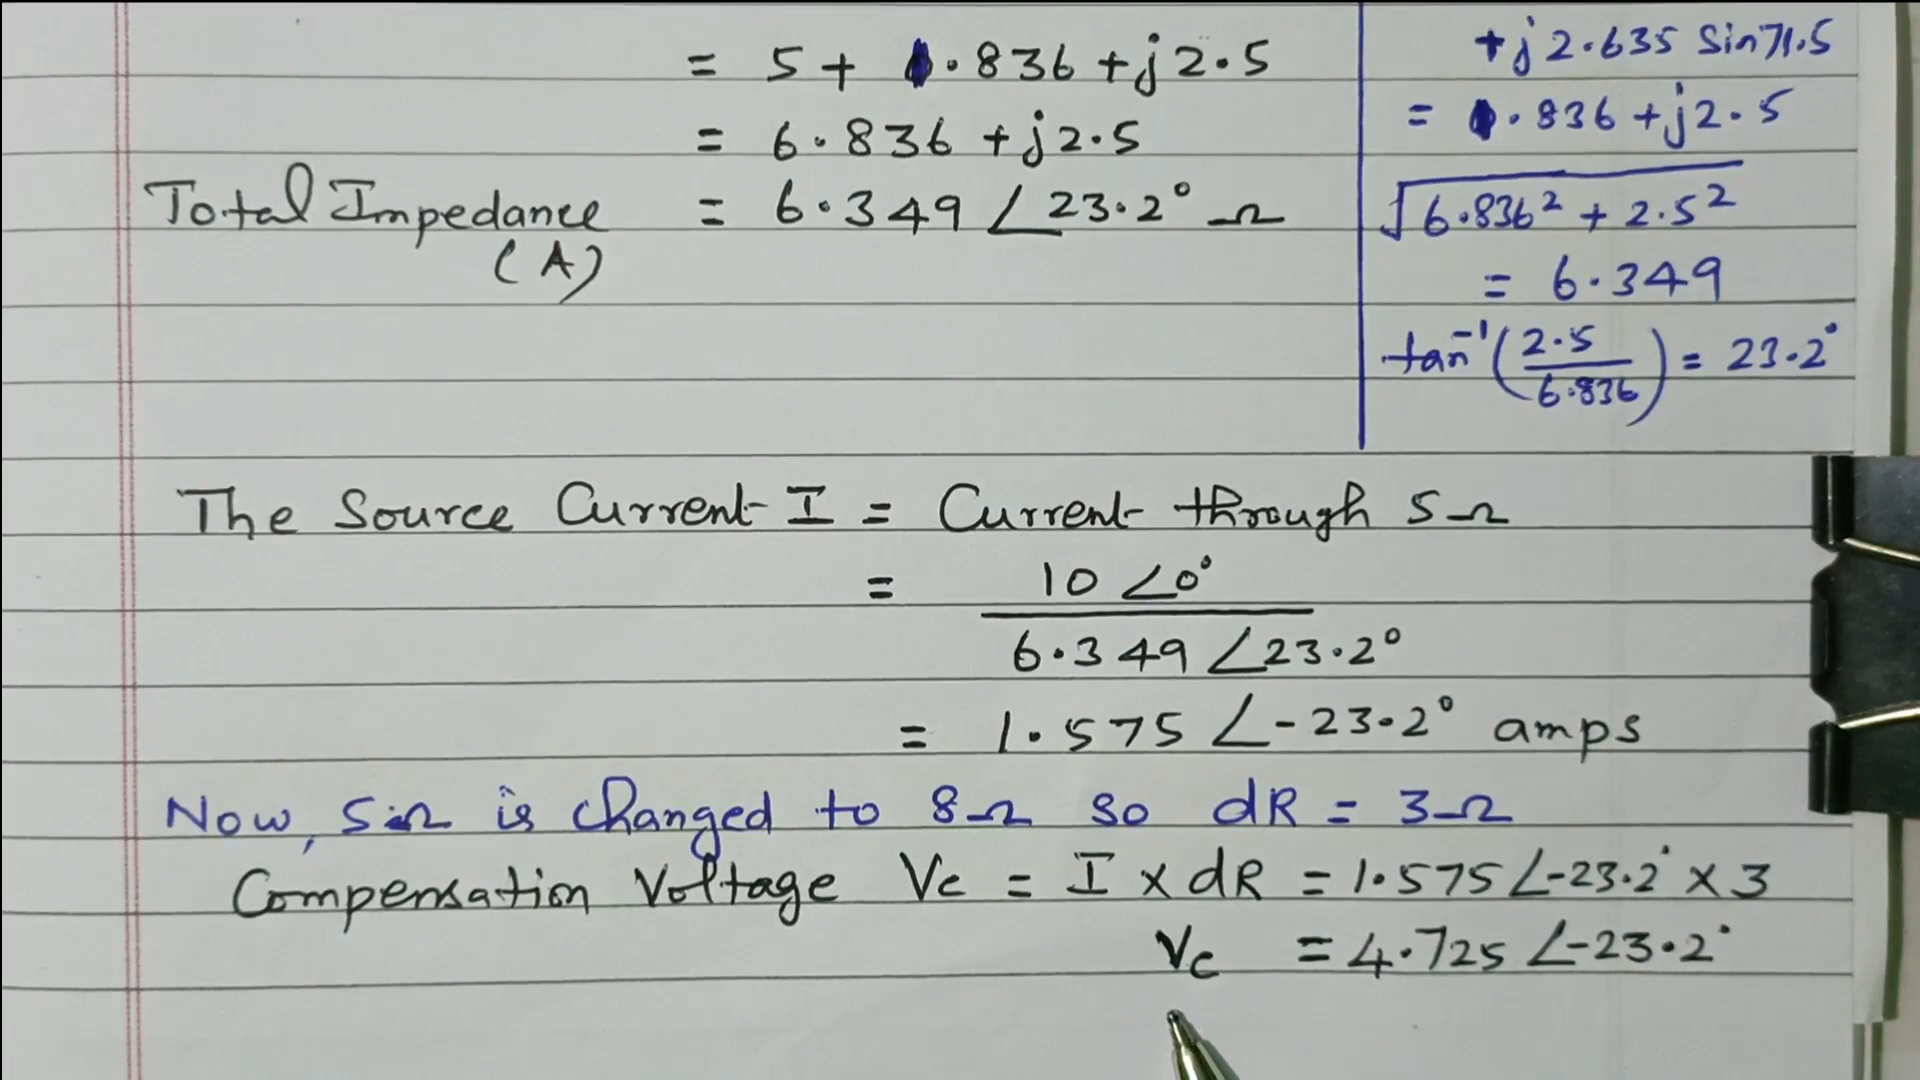 = 5 + 0.836 + j2.5
= 6.836 + j2.5
Total Impedance = 6.349 ∠23.2° Ω
(A)
+j2.635 Sin71.5
= 0.836 + j2.5
√6.836² + 2.5²
= 6.349
tan⁻¹(2.5/6.836) = 23.2°
The Source Current I = Current through 5Ω
= 10∠0° / 6.349∠23.2°
= 1.575 ∠-23.2° amps
Now, 5Ω is changed to 8Ω so dR = 3Ω
Compensation Voltage Vc = I x dR = 1.575∠-23.2° x 3
Vc = 4.725∠-23.2°